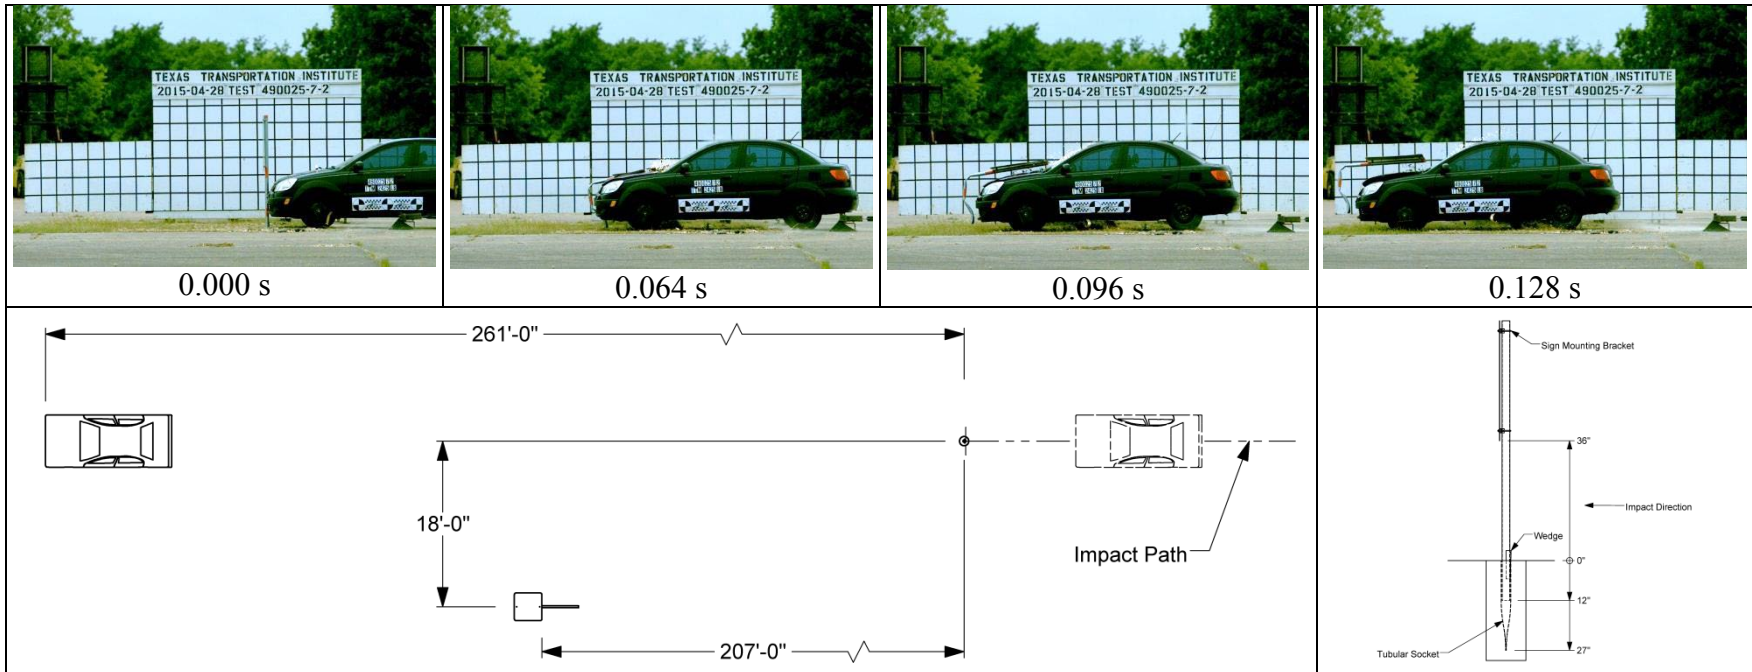 TEXAS TRANSPORTATION INSTITUTE
2015-04-28 TEST 490025-7-2
TEXAS TRANSPORTATION INSTITUTE
2015-04-28 TEST 490025-7-2
TEXAS TRANSPORTATION INSTITUTE
2015-04-28 TEST 490025-7-2
TEXAS TRANSPORTATION INSTITUTE
2015-04-28 TEST 490025-7-2
0.000 s
0.064 s
0.096 s
0.128 s
261'-0"
18'-0"
Impact Path
207'-0"
Sign Mounting Bracket
36"
Impact Direction
Wedge
0"
12"
Tubular Socket
27"